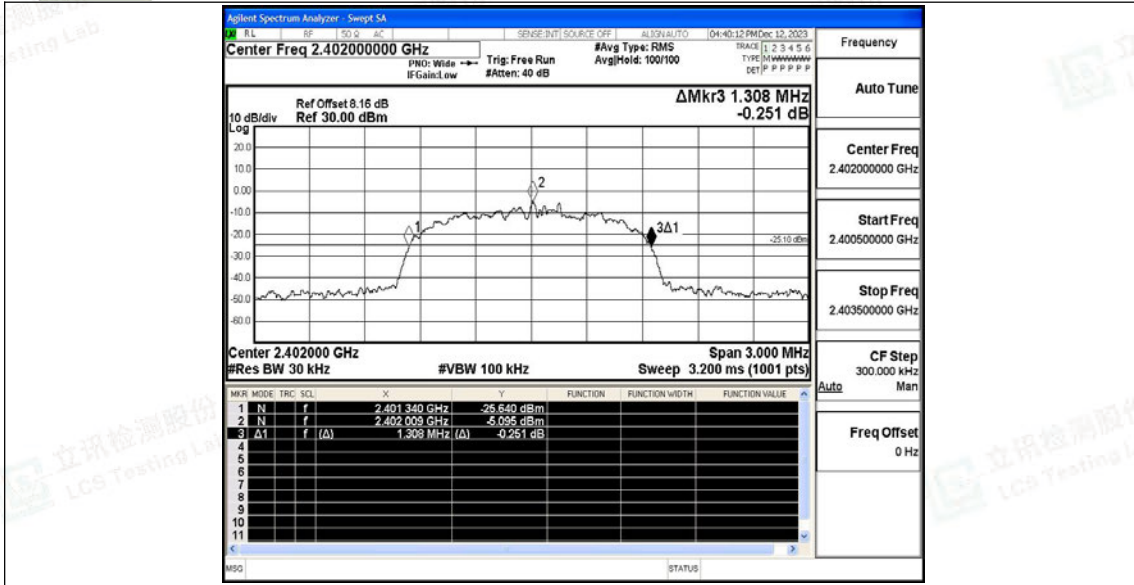 Agilent Spectrum Analyzer - Swept SA
RL RF 50 Ω AC SENSE:INT SOURCE OFF ALIGNAUTO 04:40:12 PM Dec 12, 2023
Center Freq 2.402000000 GHz #Avg Type: RMS TRACE 1 2 3 4 5 6
PNO: Wide Trig: Free Run Avg|Hold: 100/100 TYPE M WWWWW
IFGain:Low #Atten: 40 dB DET P P P P P P
Ref Offset 8.16 dB ΔMkr3 1.308 MHz
10 dB/div Ref 30.00 dBm -0.251 dB
Log
20.0
10.0
0.00
-10.0
-20.0
-30.0
-40.0
-50.0
-60.0
1
2
3Δ1
-25.10 dBm
Center 2.402000 GHz Span 3.000 MHz
#Res BW 30 kHz #VBW 100 kHz Sweep 3.200 ms (1001 pts)
MKR MODE TRC SCL X Y FUNCTION FUNCTION WIDTH FUNCTION VALUE
1 N f 2.401 340 GHz -25.640 dBm
2 N f 2.402 009 GHz -5.095 dBm
3 Δ1 f (Δ) 1.308 MHz (Δ) -0.251 dB
4
5
6
7
8
9
10
11
MSG STATUS
Frequency
Auto Tune
Center Freq
2.402000000 GHz
Start Freq
2.400500000 GHz
Stop Freq
2.403500000 GHz
CF Step
300.000 kHz
Auto Man
Freq Offset
0 Hz
立讯检测股份
LCS Testing Lab
立讯检测股份
LCS Testing L